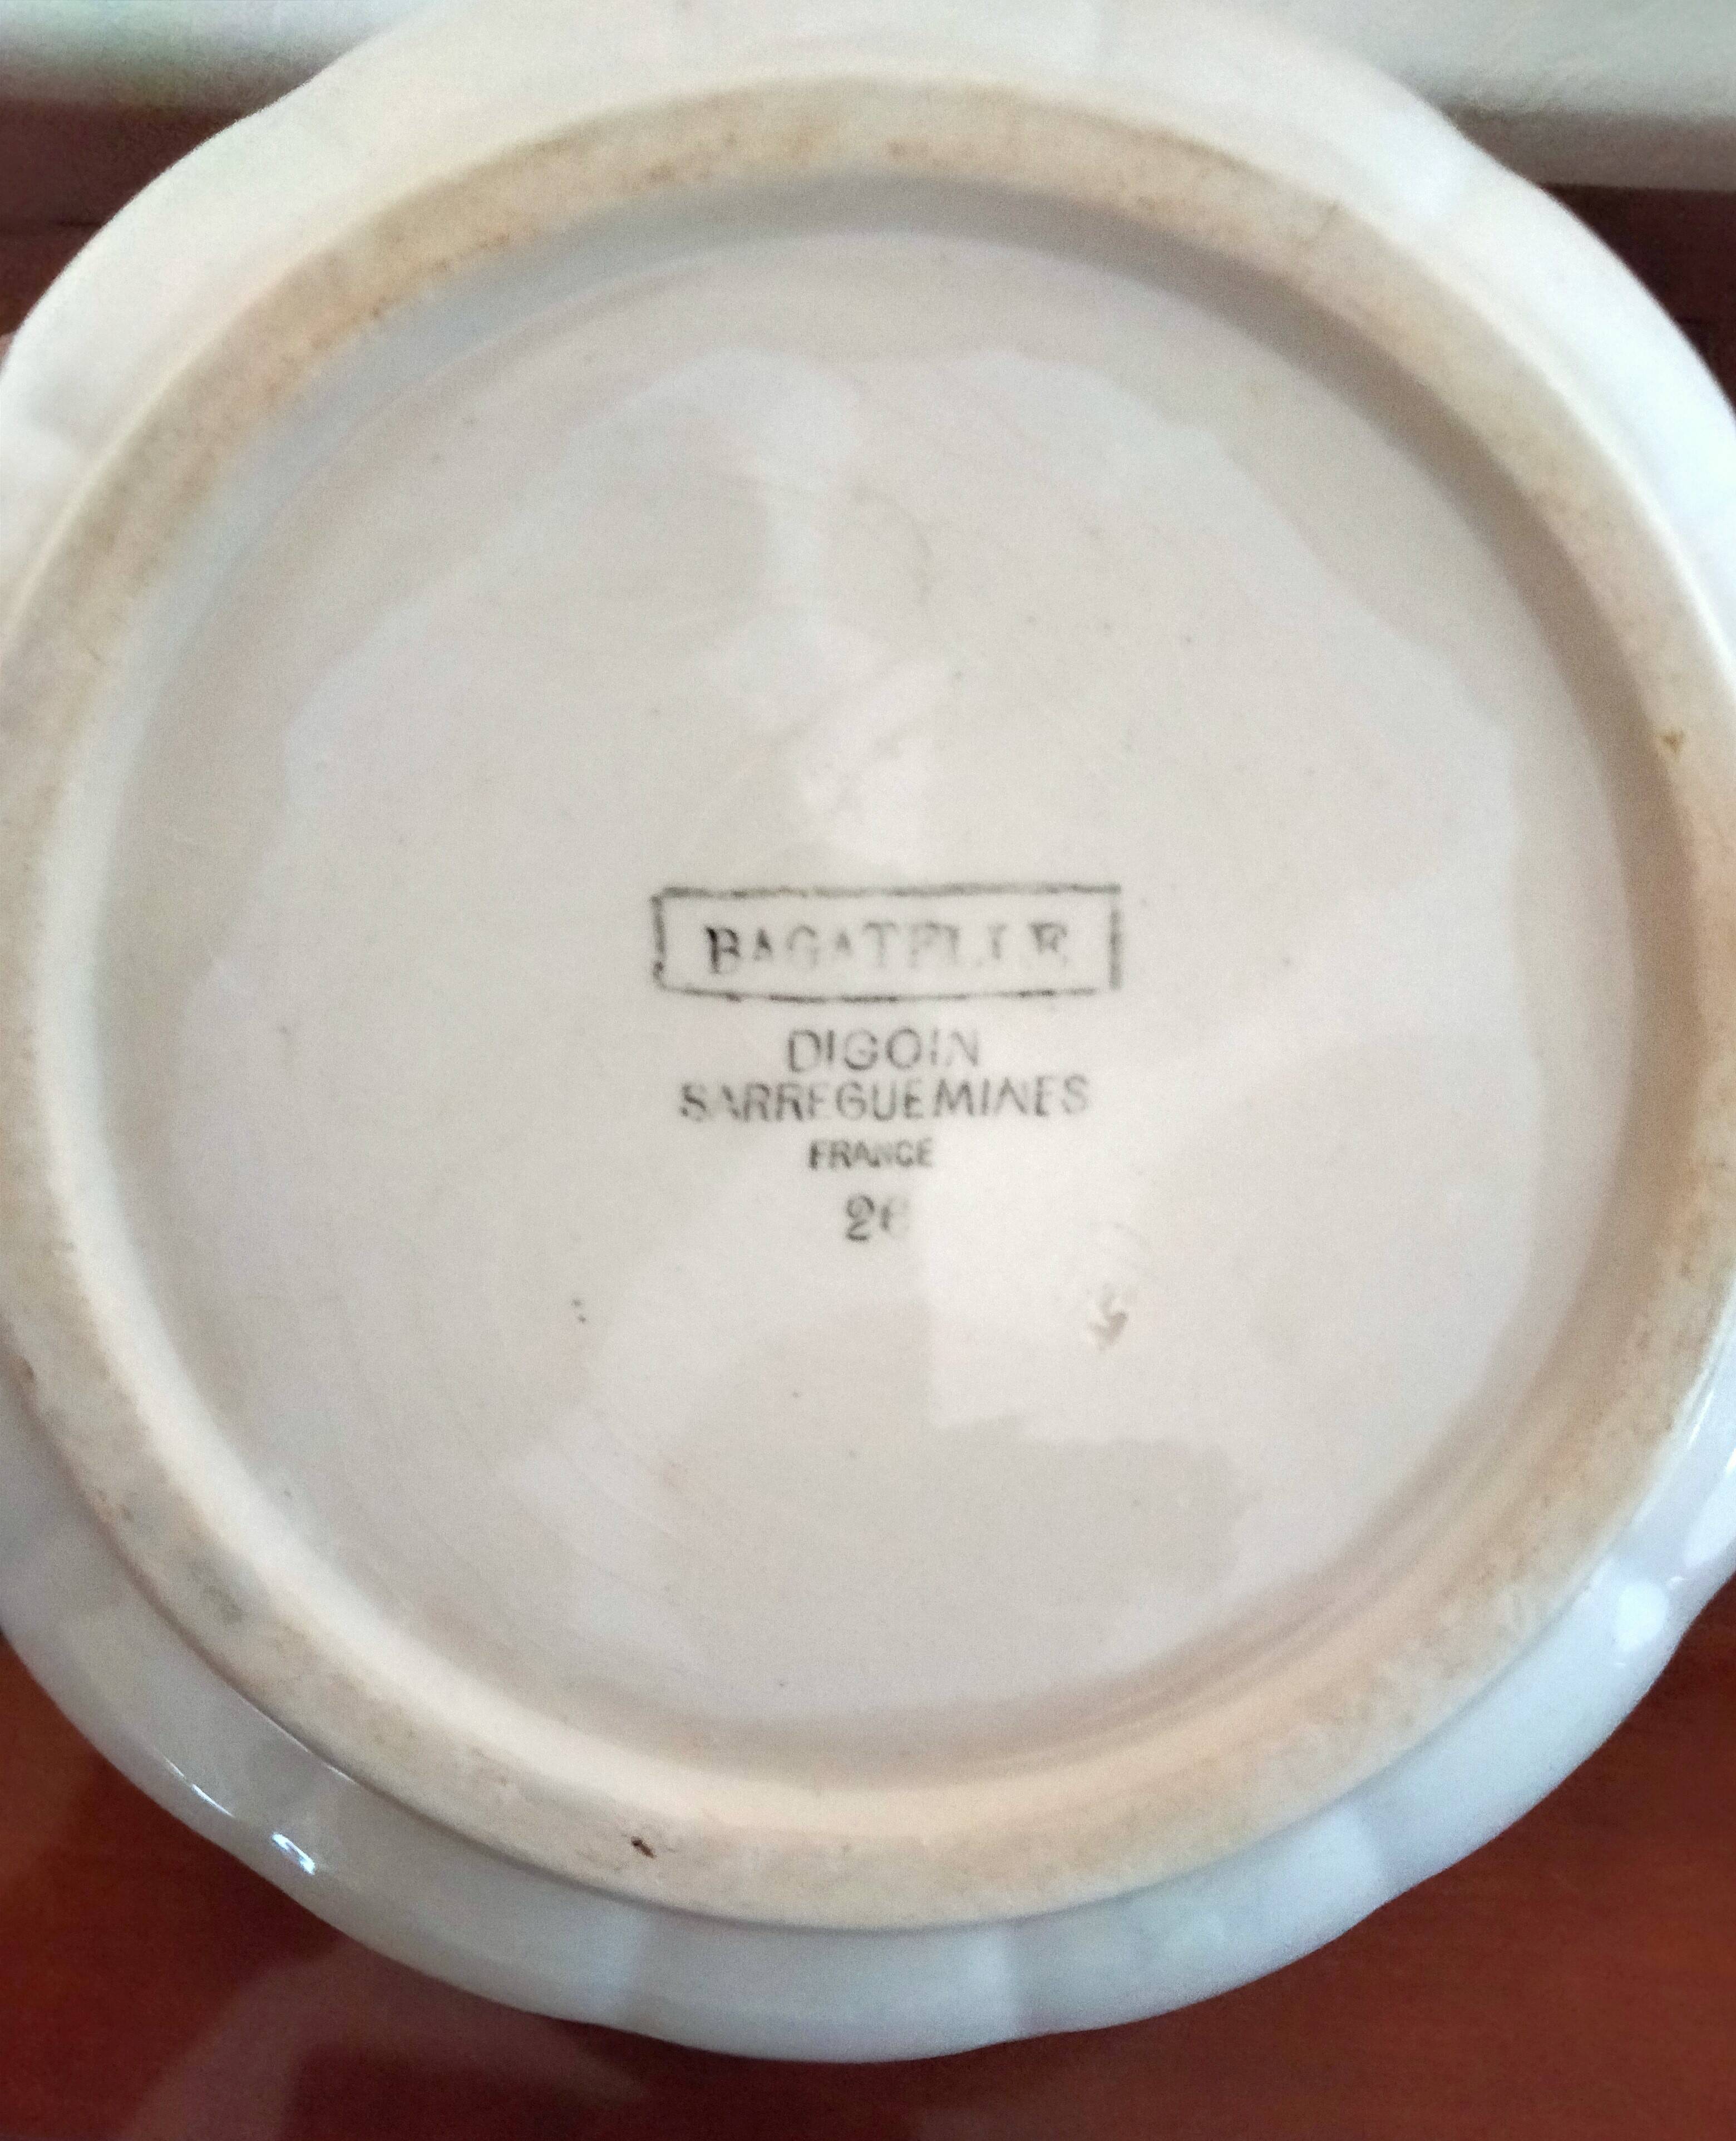 BAGATELLE
DIGOIN
SARREGUEMINES
FRANCE
26